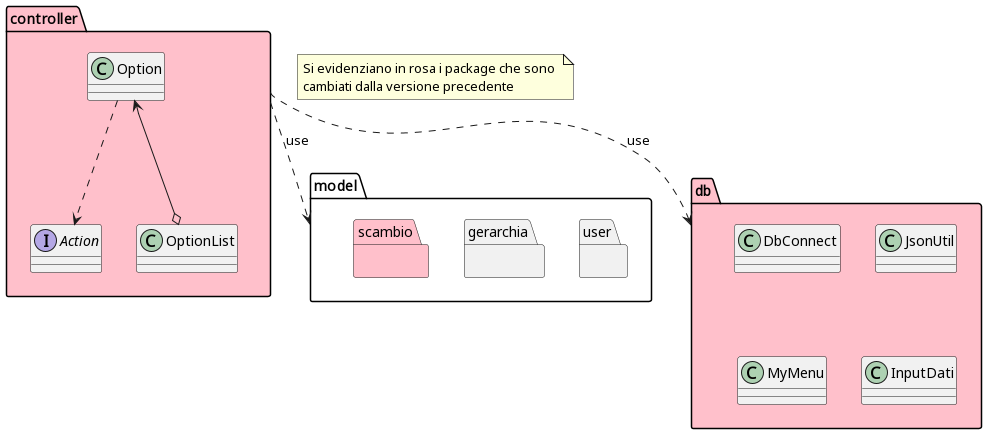 controller
C Option
I Action
C OptionList
Si evidenziano in rosa i package che sono
cambiati dalla versione precedente
use
use
model
scambio
gerarchia
user
db
C DbConnect
C JsonUtil
C MyMenu
C InputDati